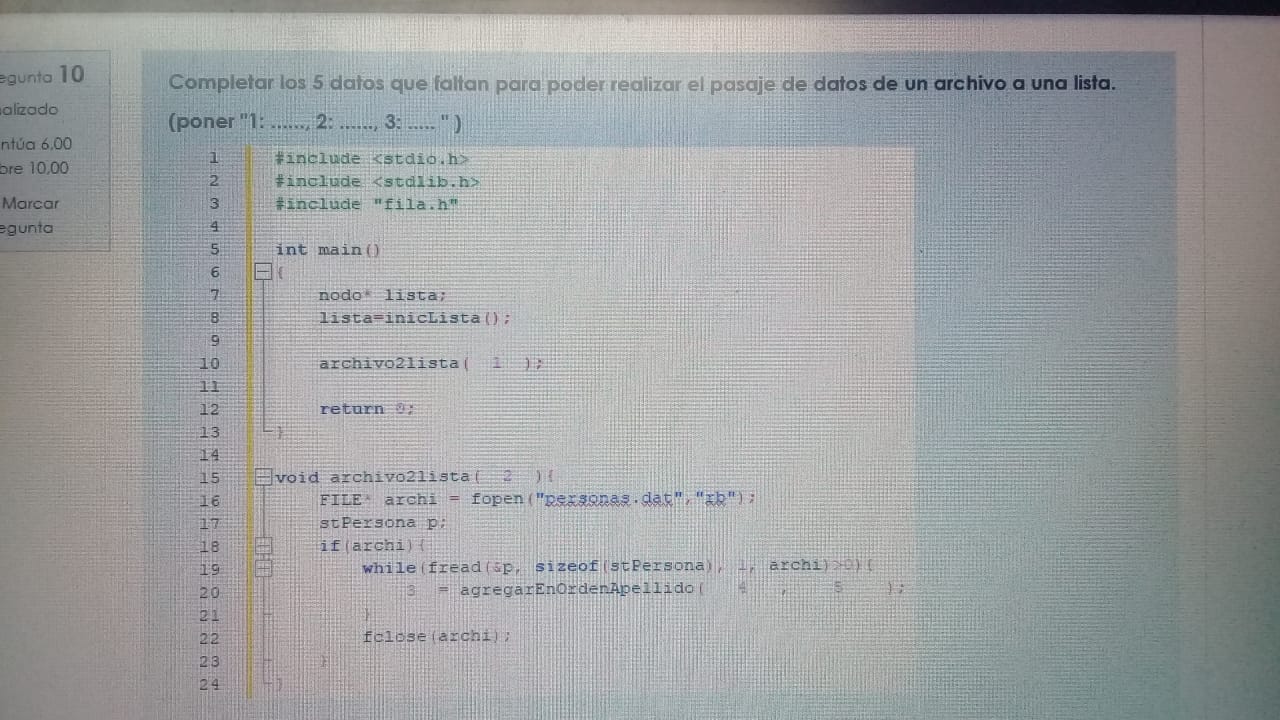 egunta 10
alizado
ntúa 6,00
bre 10,00
Marcar
egunta
Completar los 5 datos que faltan para poder realizar el pasaje de datos de un archivo a una lista.
(poner "1: ......, 2: ......, 3: ..... " )
1 #include <stdio.h>
2 #include <stdlib.h>
3 #include "fila.h"
4
5 int main()
6 {
7 nodo* lista;
8 lista=inicLista();
9
10 archivo2lista( 1 );
11
12 return 0;
13 }
14
15 void archivo2lista( 2 ){
16 FILE* archi = fopen("personas.dat","rb");
17 stPersona p;
18 if(archi){
19 while(fread(&p, sizeof(stPersona), 1, archi)>0){
20 3 = agregarEnOrdenApellido( 4 , 5 );
21 }
22 fclose(archi);
23 }
24 }